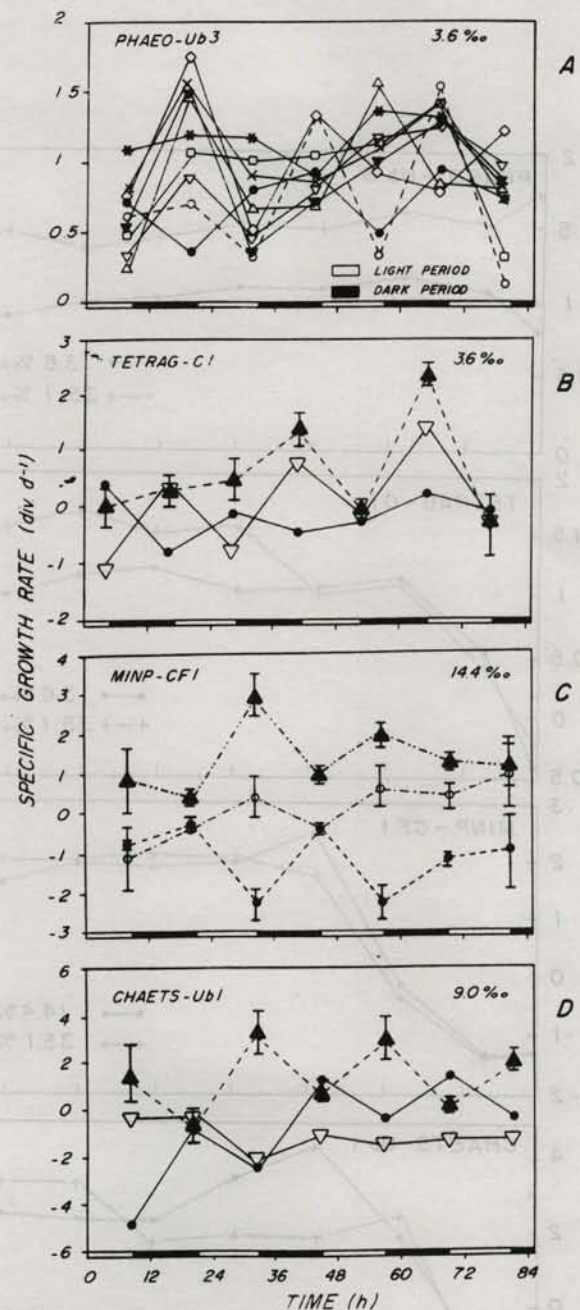 PHAEO-Ub3 3.6 ‰ A
2
1 5
1
0.5
0
LIGHT PERIOD
DARK PERIOD
TETRAG-C1 3.6 ‰ B
3
2
1
0
-1
-2
MINP-CF1 14.4 ‰ C
4
3
2
1
0
-1
-2
-3
CHAETS-Ub1 9.0 ‰ D
6
4
2
0
-2
-4
-6
SPECIFIC GROWTH RATE (div d⁻¹)
0 12 24 36 48 60 72 84
TIME (h)